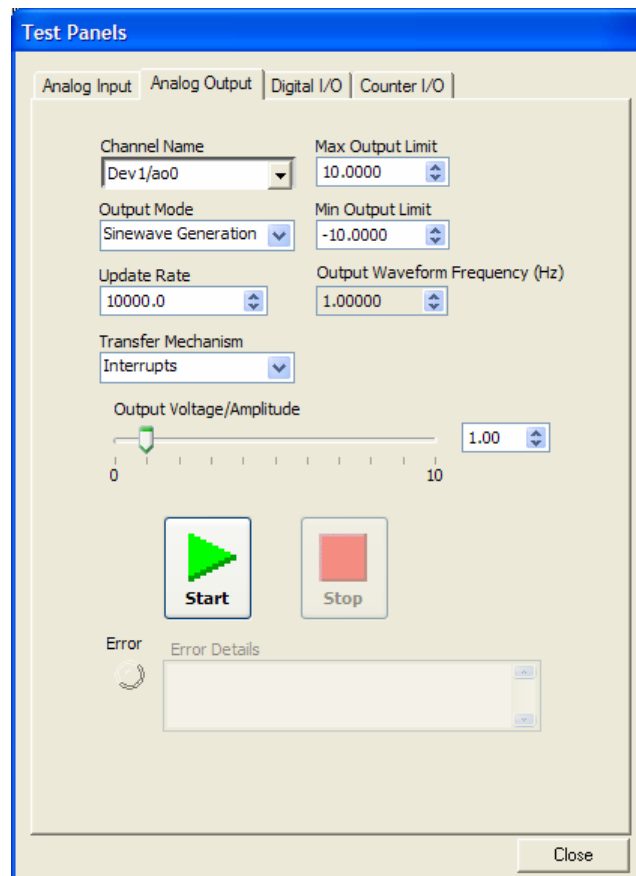 Test Panels
Analog Input Analog Output Digital I/O Counter I/O
Channel Name Max Output Limit
Dev1/ao0 10.0000
Output Mode Min Output Limit
Sinewave Generation -10.0000
Update Rate Output Waveform Frequency (Hz)
10000.0 1.00000
Transfer Mechanism
Interrupts
Output Voltage/Amplitude
1.00
0 10
Start Stop
Error Error Details
Close